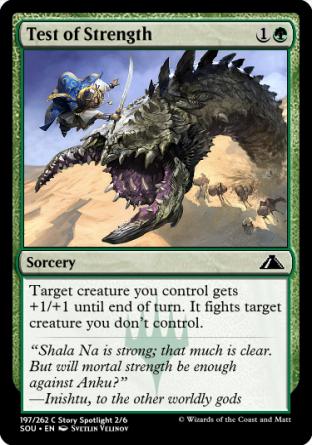 Test of Strength 1
Sorcery
Target creature you control gets
+1/+1 until end of turn. It fights target
creature you don't control.
"Shala Na is strong; that much is clear.
But will mortal strength be enough
against Anku?"
—Inishtu, to the other worldly gods
197/262 C Story Spotlight 2/6
SOU • EN Svetlin Velinov
© Wizards of the Coast and Matt